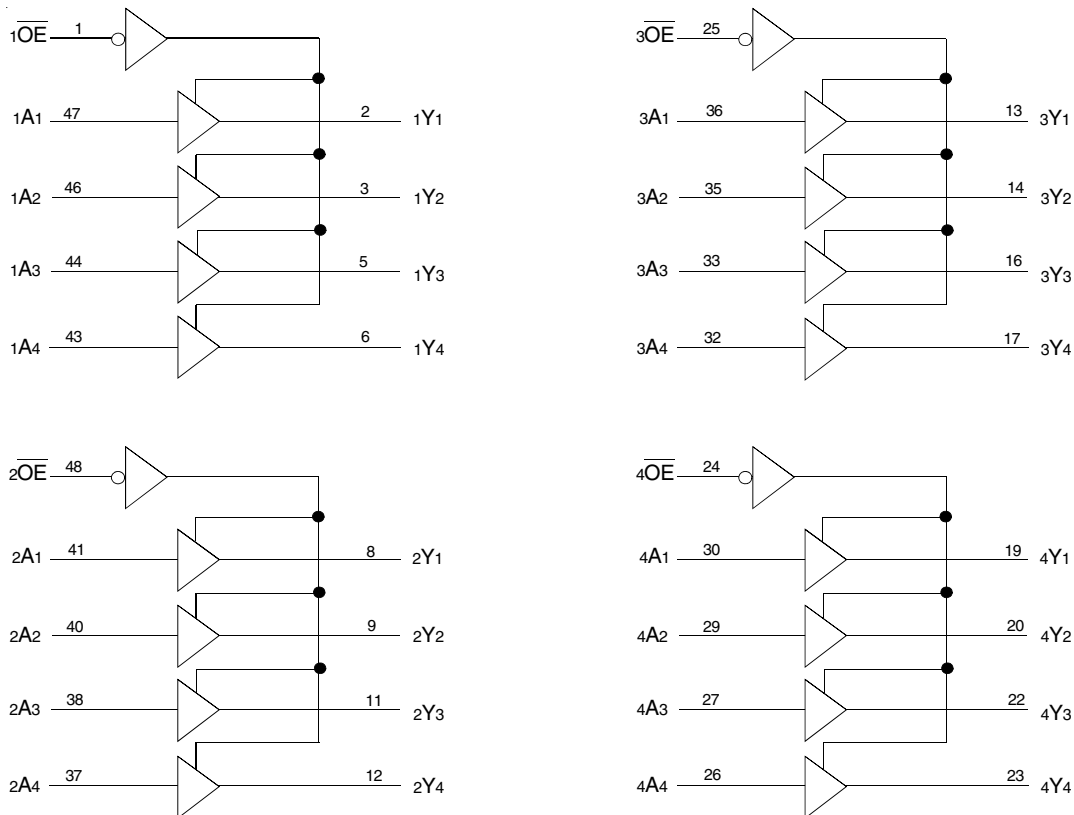 1OE 1
1A1 47 2 1Y1
1A2 46 3 1Y2
1A3 44 5 1Y3
1A4 43 6 1Y4
3OE 25
3A1 36 13 3Y1
3A2 35 14 3Y2
3A3 33 16 3Y3
3A4 32 17 3Y4
2OE 48
2A1 41 8 2Y1
2A2 40 9 2Y2
2A3 38 11 2Y3
2A4 37 12 2Y4
4OE 24
4A1 30 19 4Y1
4A2 29 20 4Y2
4A3 27 22 4Y3
4A4 26 23 4Y4